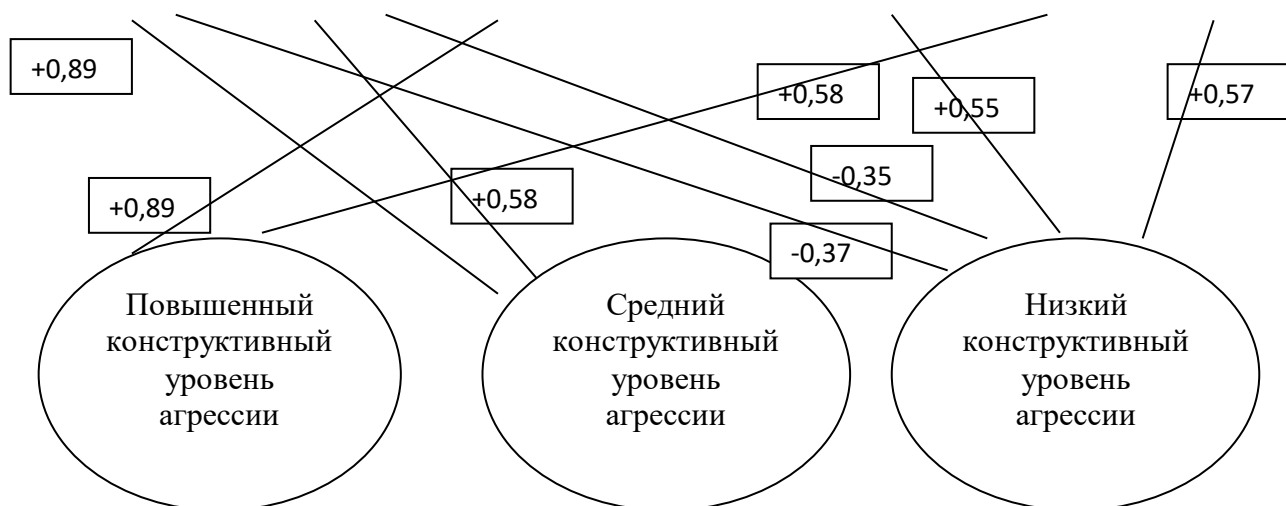 +0,89
+0,58
+0,55
+0,57
-0,35
+0,89
+0,58
-0,37
Повышенный
конструктивный
уровень
агрессии
Средний
конструктивный
уровень
агрессии
Низкий
конструктивный
уровень
агрессии